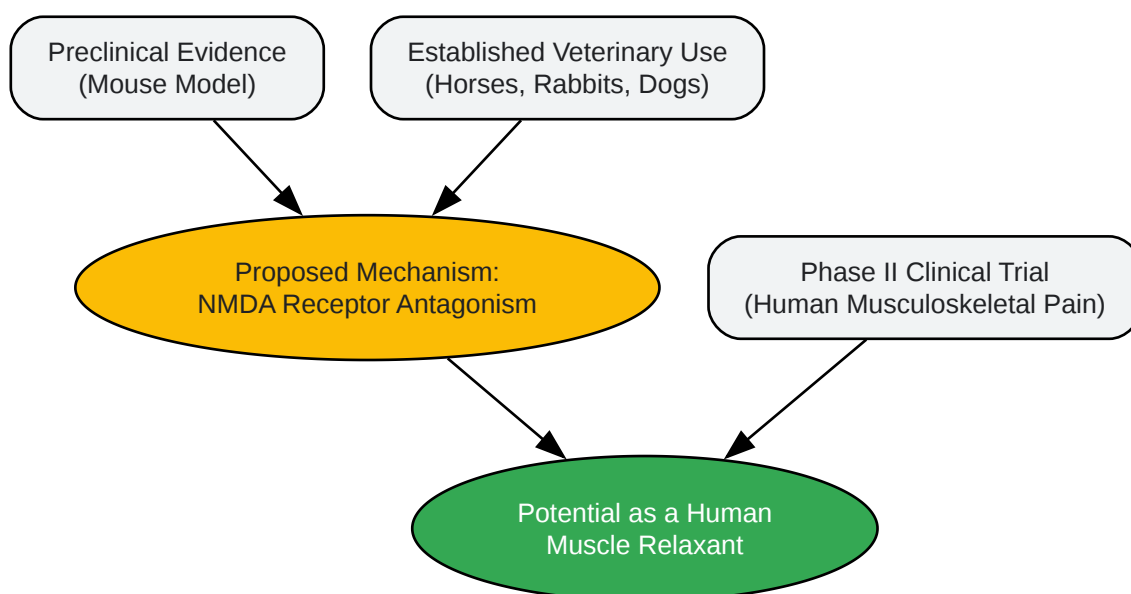 Preclinical Evidence
(Mouse Model)
Established Veterinary Use
(Horses, Rabbits, Dogs)
Proposed Mechanism:
NMDA Receptor Antagonism
Phase II Clinical Trial
(Human Musculoskeletal Pain)
Potential as a Human
Muscle Relaxant